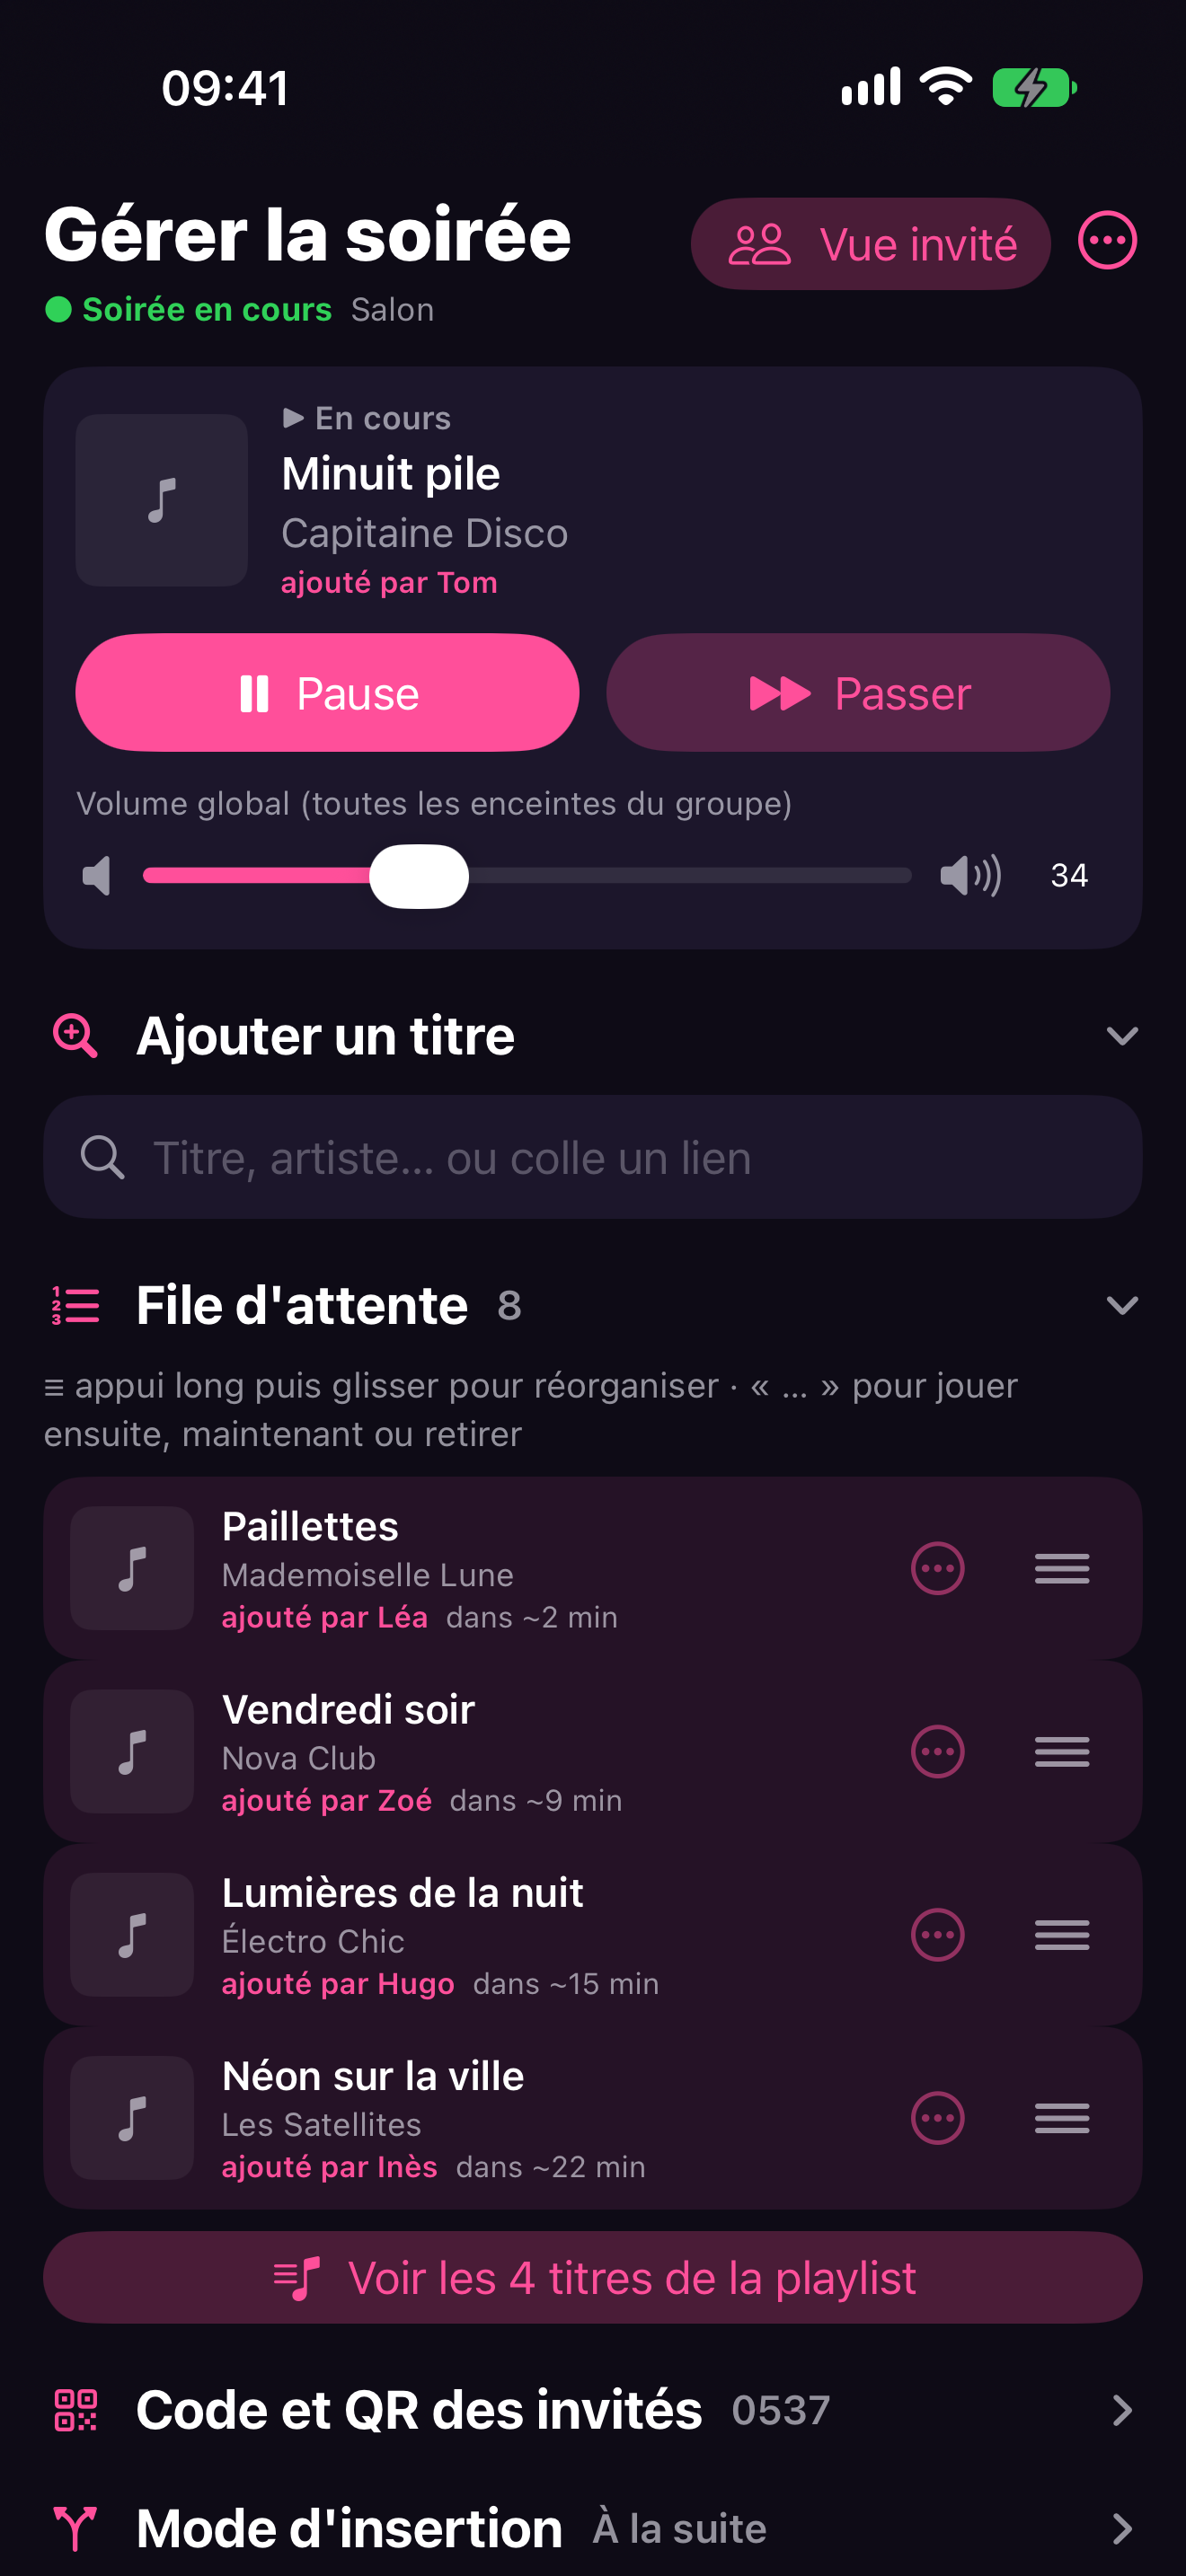 09:41
Gérer la soirée
Vue invité
Soirée en cours Salon
En cours
Minuit pile
Capitaine Disco
ajouté par Tom
Pause
Passer
Volume global (toutes les enceintes du groupe)
34
Ajouter un titre
Titre, artiste... ou colle un lien
File d'attente 8
≡ appui long puis glisser pour réorganiser · « ... » pour jouer
ensuite, maintenant ou retirer
Paillettes
Mademoiselle Lune
ajouté par Léa dans ~2 min
Vendredi soir
Nova Club
ajouté par Zoé dans ~9 min
Lumières de la nuit
Électro Chic
ajouté par Hugo dans ~15 min
Néon sur la ville
Les Satellites
ajouté par Inès dans ~22 min
Voir les 4 titres de la playlist
Code et QR des invités 0537
Mode d'insertion À la suite